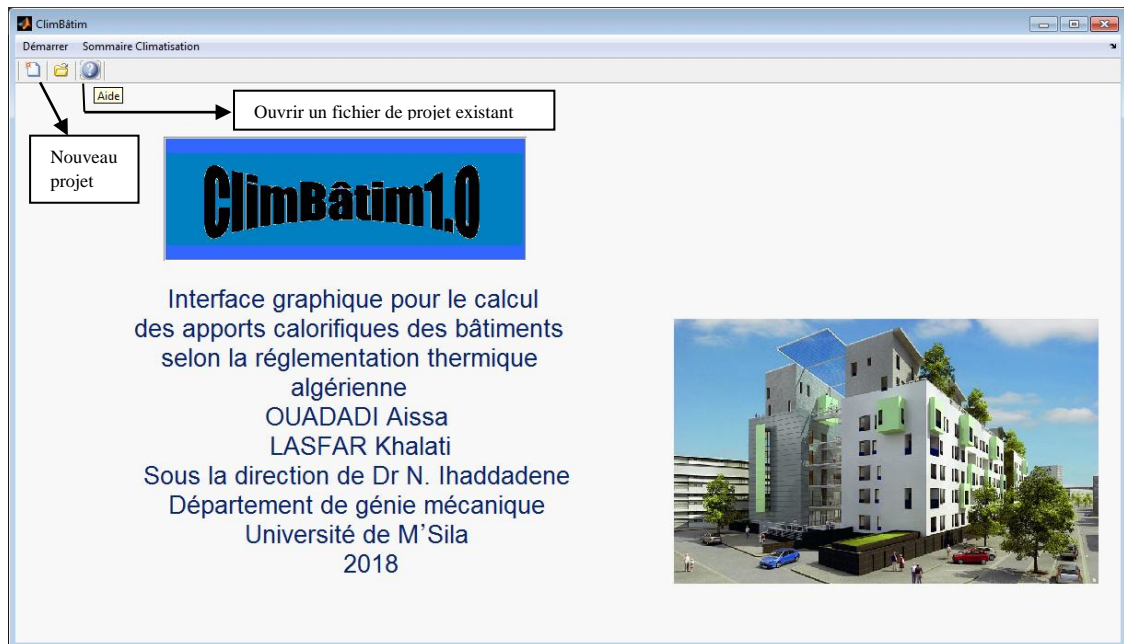 ClimBâtim
Démarrer Sommaire Climatisation
Aide
Ouvrir un fichier de projet existant
Nouveau
projet
ClimBâtim1.0
Interface graphique pour le calcul
des apports calorifiques des bâtiments
selon la réglementation thermique
algérienne
OUADADI Aissa
LASFAR Khalati
Sous la direction de Dr N. Ihaddadene
Département de génie mécanique
Université de M'Sila
2018